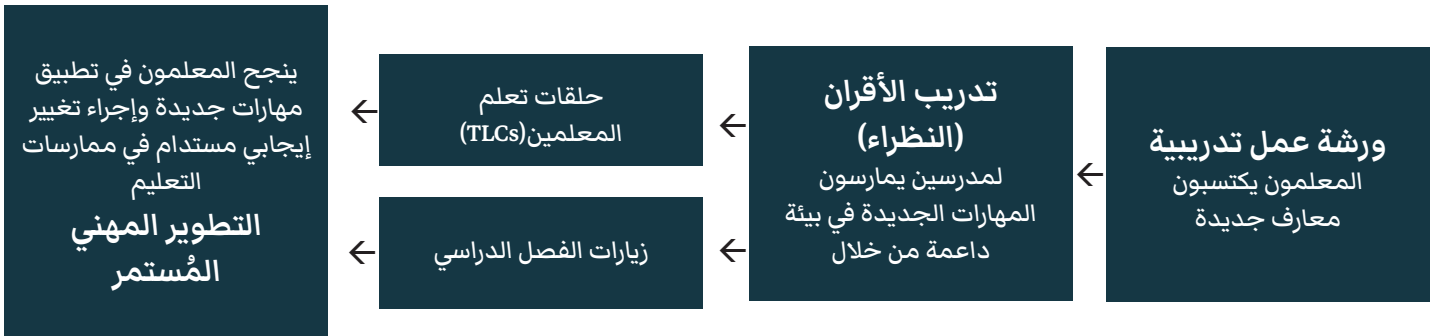 ورشة عمل تدريبية
المعلمون يكتسبون
معارف جديدة
تدريب الأقران
(النظراء)
لمدرسين يمارسون
المهارات الجديدة في بيئة
داعمة من خلال
حلقات تعلم
المعلمين(TLCs)
زيارات الفصل الدراسي
ينجح المعلمون في تطبيق
مهارات جديدة وإجراء تغيير
إيجابي مستدام في ممارسات
التعليم
التطوير المهني
المُستمر